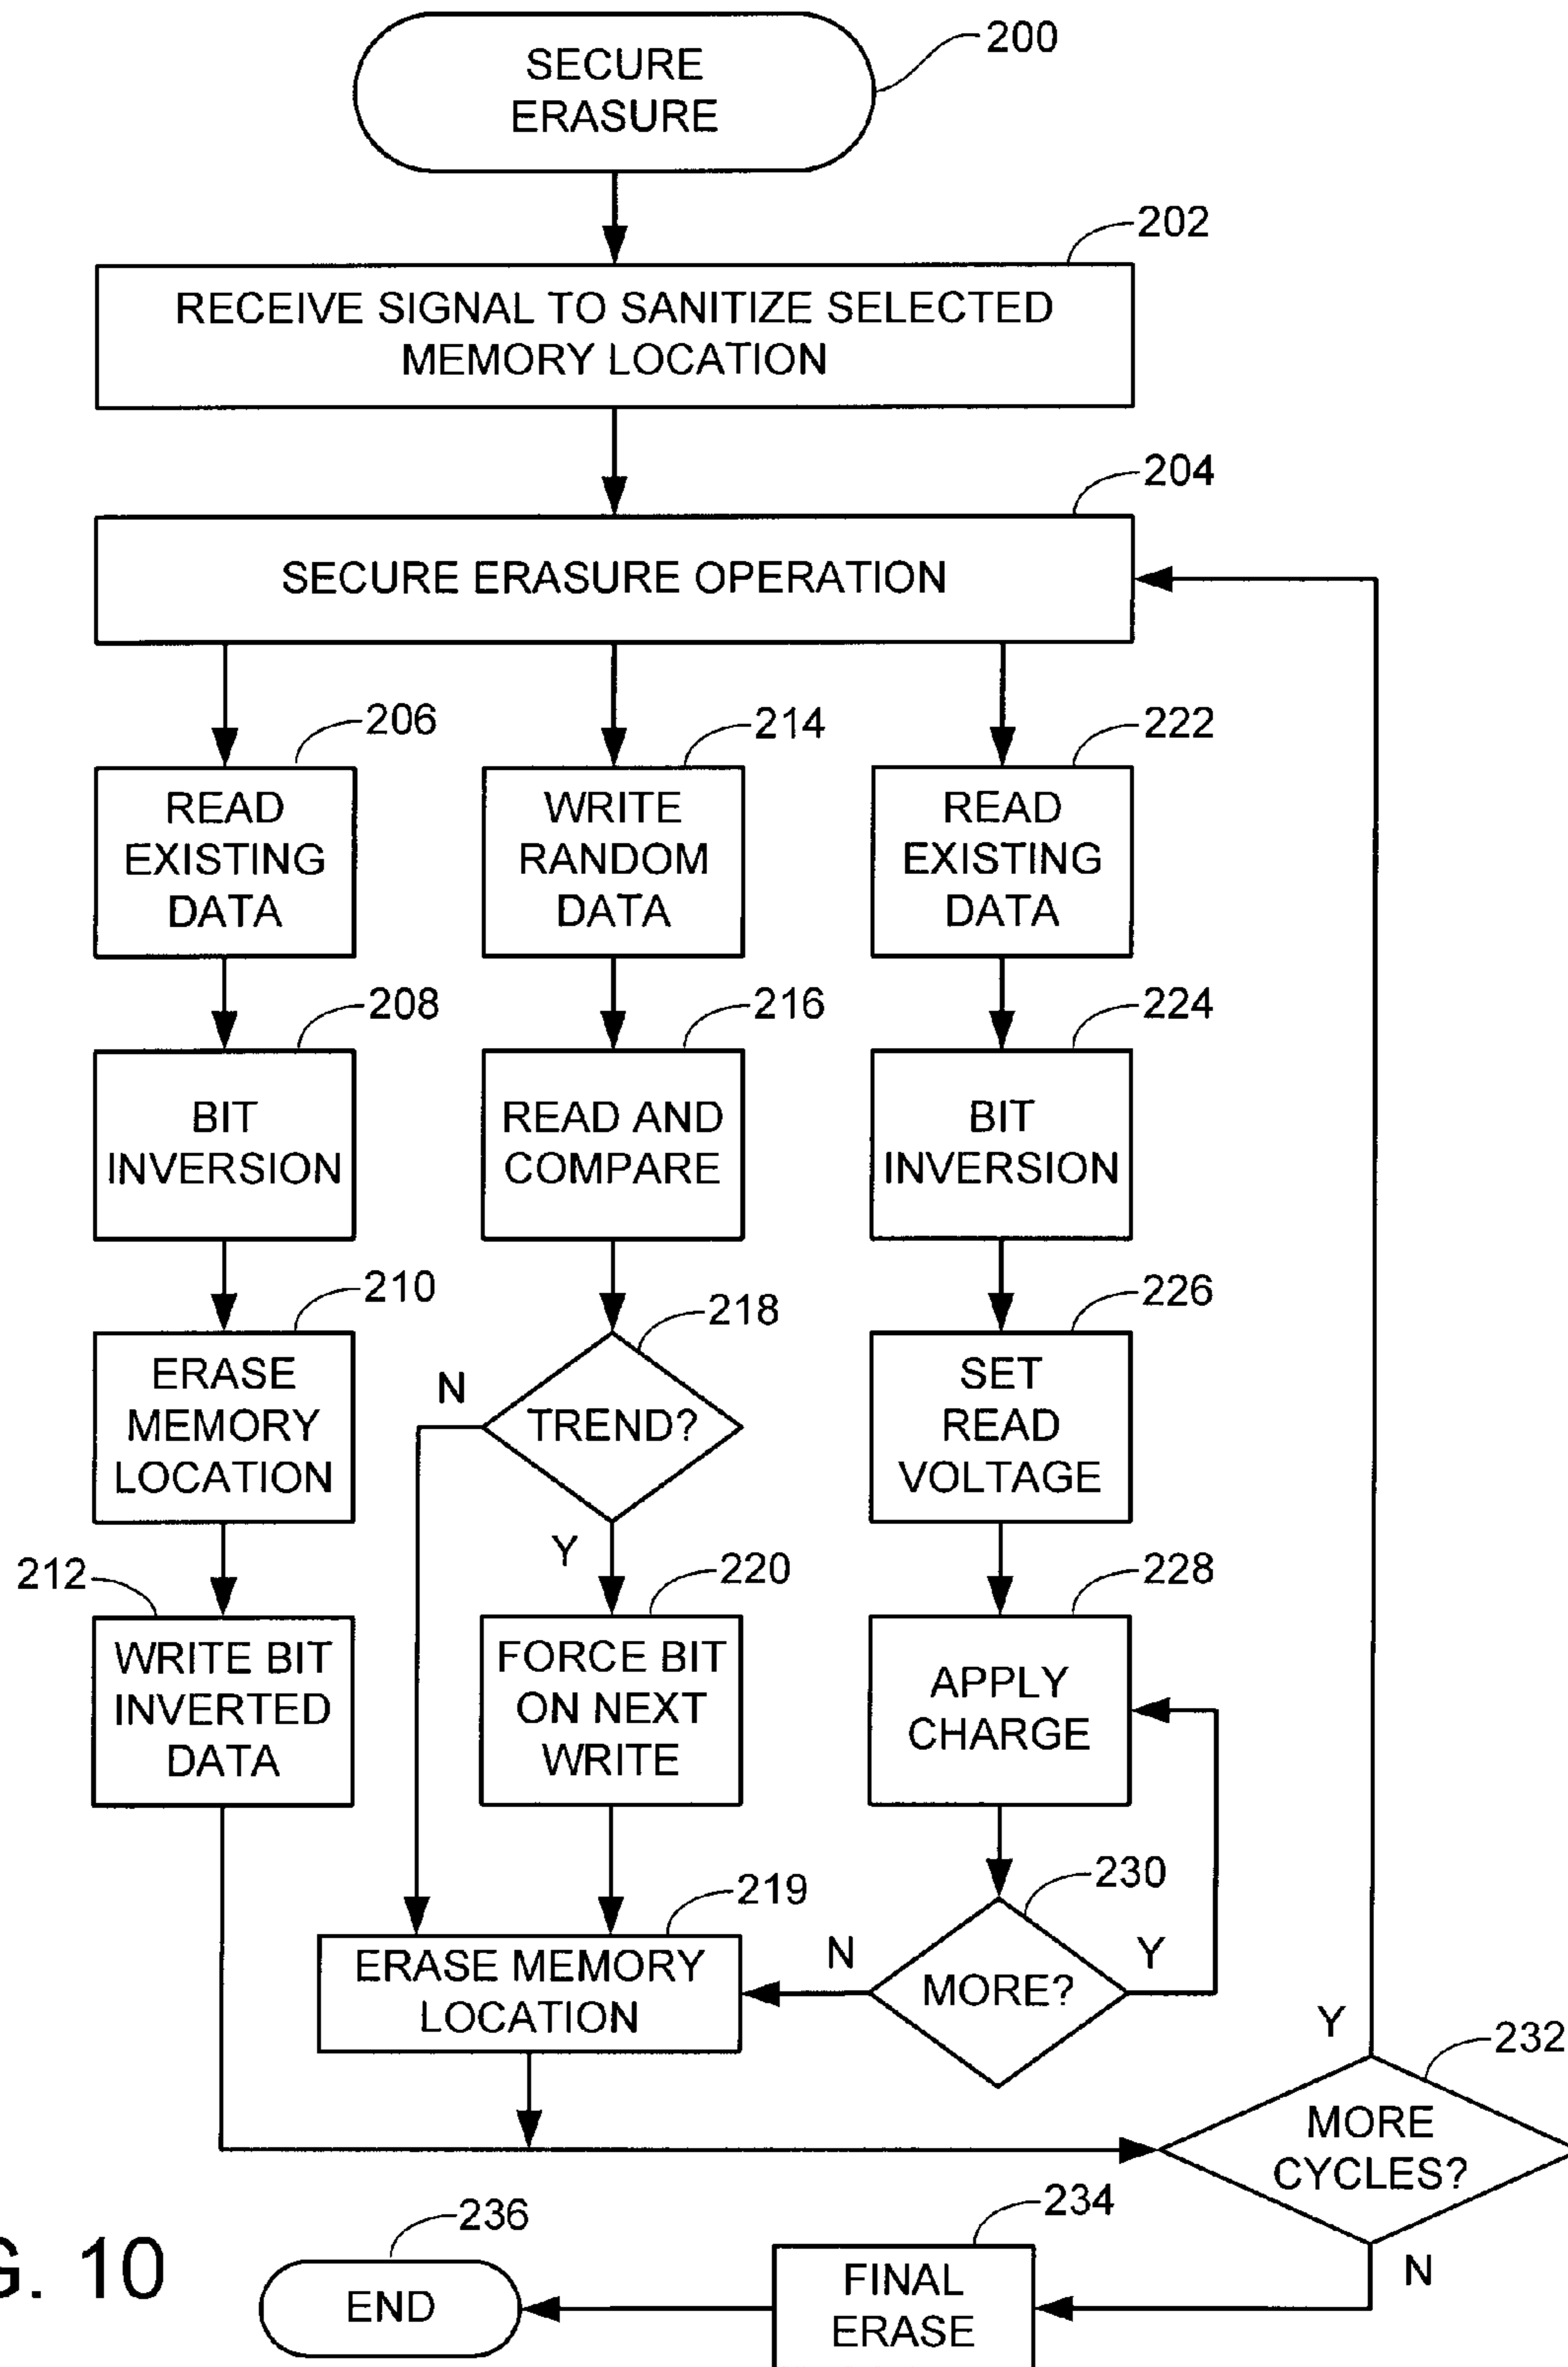 SECURE
ERASURE
200
202
RECEIVE SIGNAL TO SANITIZE SELECTED
MEMORY LOCATION
204
SECURE ERASURE OPERATION
206
READ
EXISTING
DATA
208
BIT
INVERSION
210
ERASE
MEMORY
LOCATION
212
WRITE BIT
INVERTED
DATA
214
WRITE
RANDOM
DATA
216
READ AND
COMPARE
218
TREND?
N
Y
220
FORCE BIT
ON NEXT
WRITE
219
ERASE MEMORY
LOCATION
222
READ
EXISTING
DATA
224
BIT
INVERSION
226
SET
READ
VOLTAGE
228
APPLY
CHARGE
230
MORE?
N
Y
232
MORE
CYCLES?
Y
N
234
FINAL
ERASE
236
END
G. 10